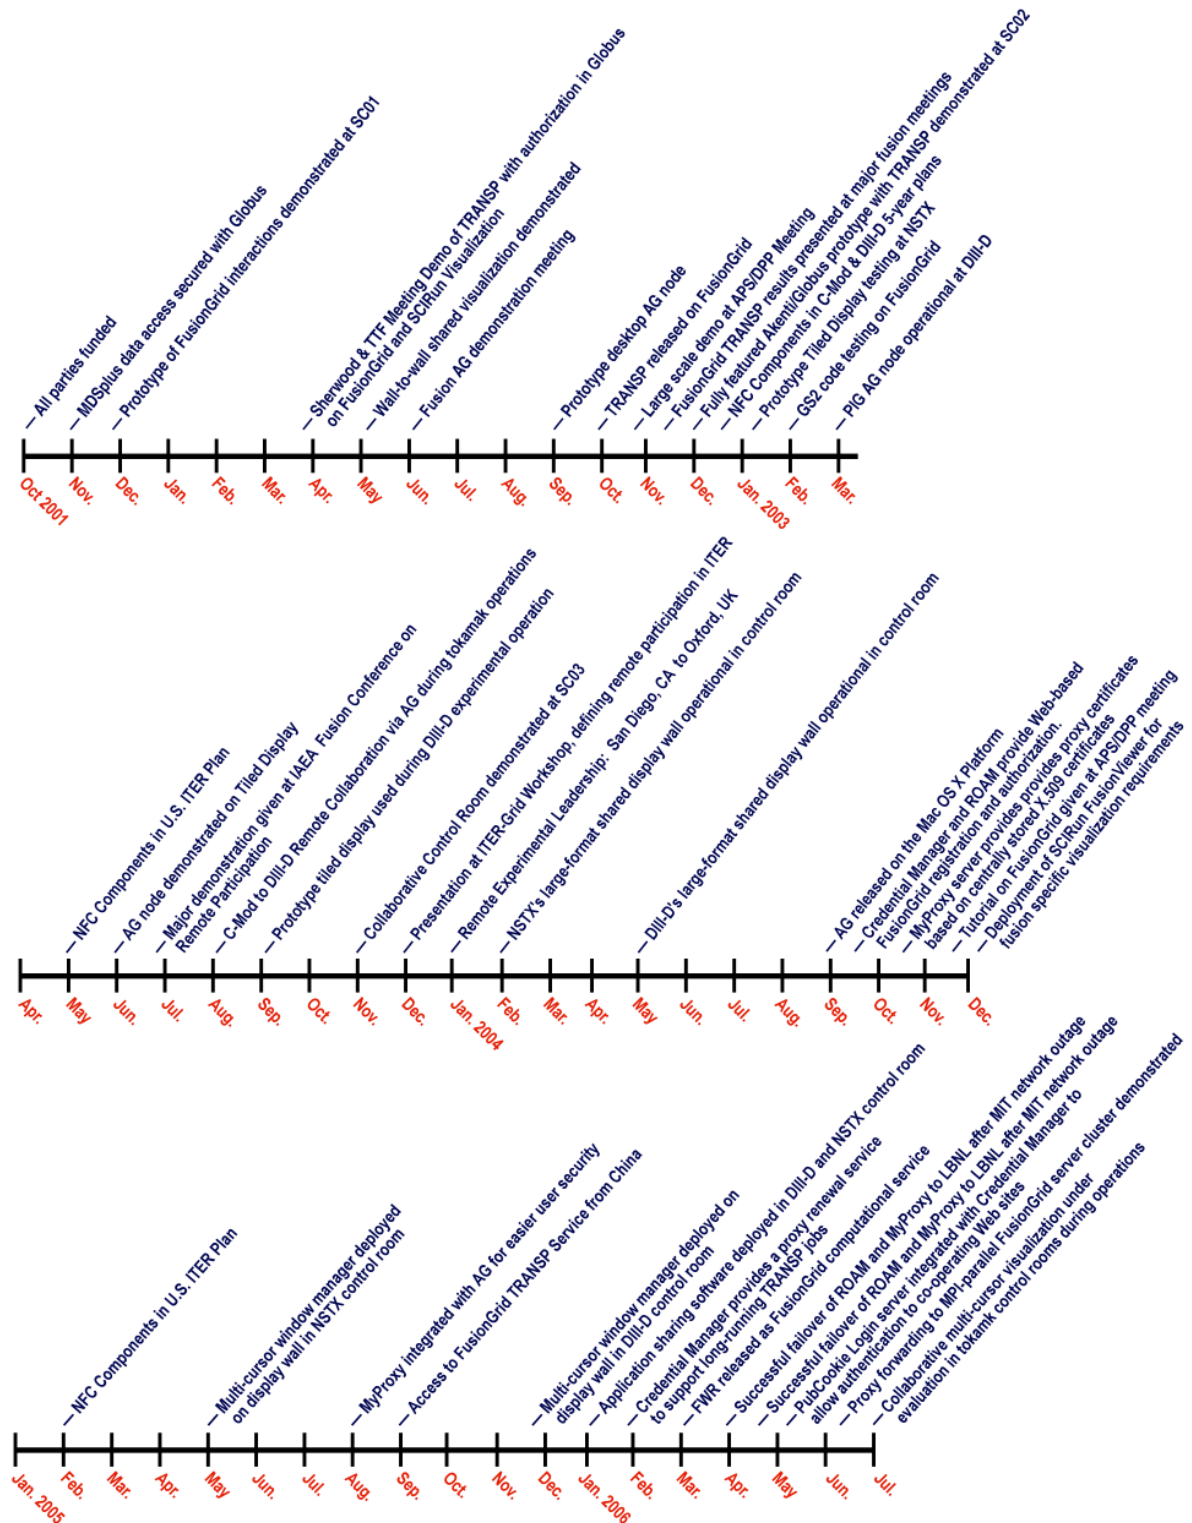 — All parties funded
— MDSplus data access secured with Globus
— Prototype of FusionGrid interactions demonstrated at SC01
— Sherwood & TTF Meeting Demo of TRANSP with authorization in Globus
on FusionGrid and SCIRun Visualization
— Wall-to-wall shared visualization demonstrated
— Fusion AG demonstration meeting
— Prototype desktop AG node
— TRANSP released on FusionGrid
— Large scale demo at APS/DPP Meeting
— FusionGrid TRANSP results presented at major fusion meetings
— Fully featured Akenti/Globus prototype with TRANSP demonstrated at SC02
— NFC Components in C-Mod & DIII-D 5-year plans
— Prototype Tiled Display testing at NSTX
— GS2 code testing on FusionGrid
— PIG AG node operational at DIII-D
Oct 2001
Nov.
Dec.
Jan.
Feb.
Mar.
Apr.
May
Jun.
Jul.
Aug.
Sep.
Oct.
Nov.
Dec.
Jan. 2003
Feb.
Mar.
— NFC Components in U.S. ITER Plan
— AG node demonstrated on Tiled Display
— Major demonstration given at IAEA Fusion Conference on
Remote Participation
— C-Mod to DIII-D Remote Collaboration via AG during tokamak operations
— Prototype tiled display used during DIII-D experimental operation
— Collaborative Control Room demonstrated at SC03
— Presentation at ITER-Grid Workshop, defining remote participation in ITER
— Remote Experimental Leadership: San Diego, CA to Oxford, UK
— NSTX's large-format shared display wall operational in control room
— DIII-D's large-format shared display wall operational in control room
— AG released on the Mac OS X Platform
— Credential Manager and ROAM provide Web-based
FusionGrid registration and authorization.
— MyProxy server provides proxy certificates
based on centrally stored X.509 certificates
— Tutorial on FusionGrid given at APS/DPP meeting
— Deployment of SCIRun FusionViewer for
fusion specific visualization requirements
Apr.
May
Jun.
Jul.
Aug.
Sep.
Oct.
Nov.
Dec.
Jan. 2004
Feb.
Mar.
Apr.
May
Jun.
Jul.
Aug.
Sep.
Oct.
Nov.
Dec.
— NFC Components in U.S. ITER Plan
— Multi-cursor window manager deployed
on display wall in NSTX control room
— MyProxy integrated with AG for easier user security
— Access to FusionGrid TRANSP Service from China
— Multi-cursor window manager deployed on
display wall in DIII-D control room
— Application sharing software deployed in DIII-D and NSTX control room
— Credential Manager provides a proxy renewal service
to support long-running TRANSP jobs
— FWR released as FusionGrid computational service
— Successful failover of ROAM and MyProxy to LBNL after MIT network outage
— Successful failover of ROAM and MyProxy to LBNL after MIT network outage
— PubCookie Login server integrated with Credential Manager to
allow authentication to co-operating Web sites
— Proxy forwarding to MPI-parallel FusionGrid server cluster demonstrated
— Collaborative multi-cursor visualization under
evaluation in tokamk control rooms during operations
Jan. 2005
Feb.
Mar.
Apr.
May
Jun.
Jul.
Aug.
Sep.
Oct.
Nov.
Dec.
Jan. 2006
Feb.
Mar.
Apr.
May
Jun.
Jul.